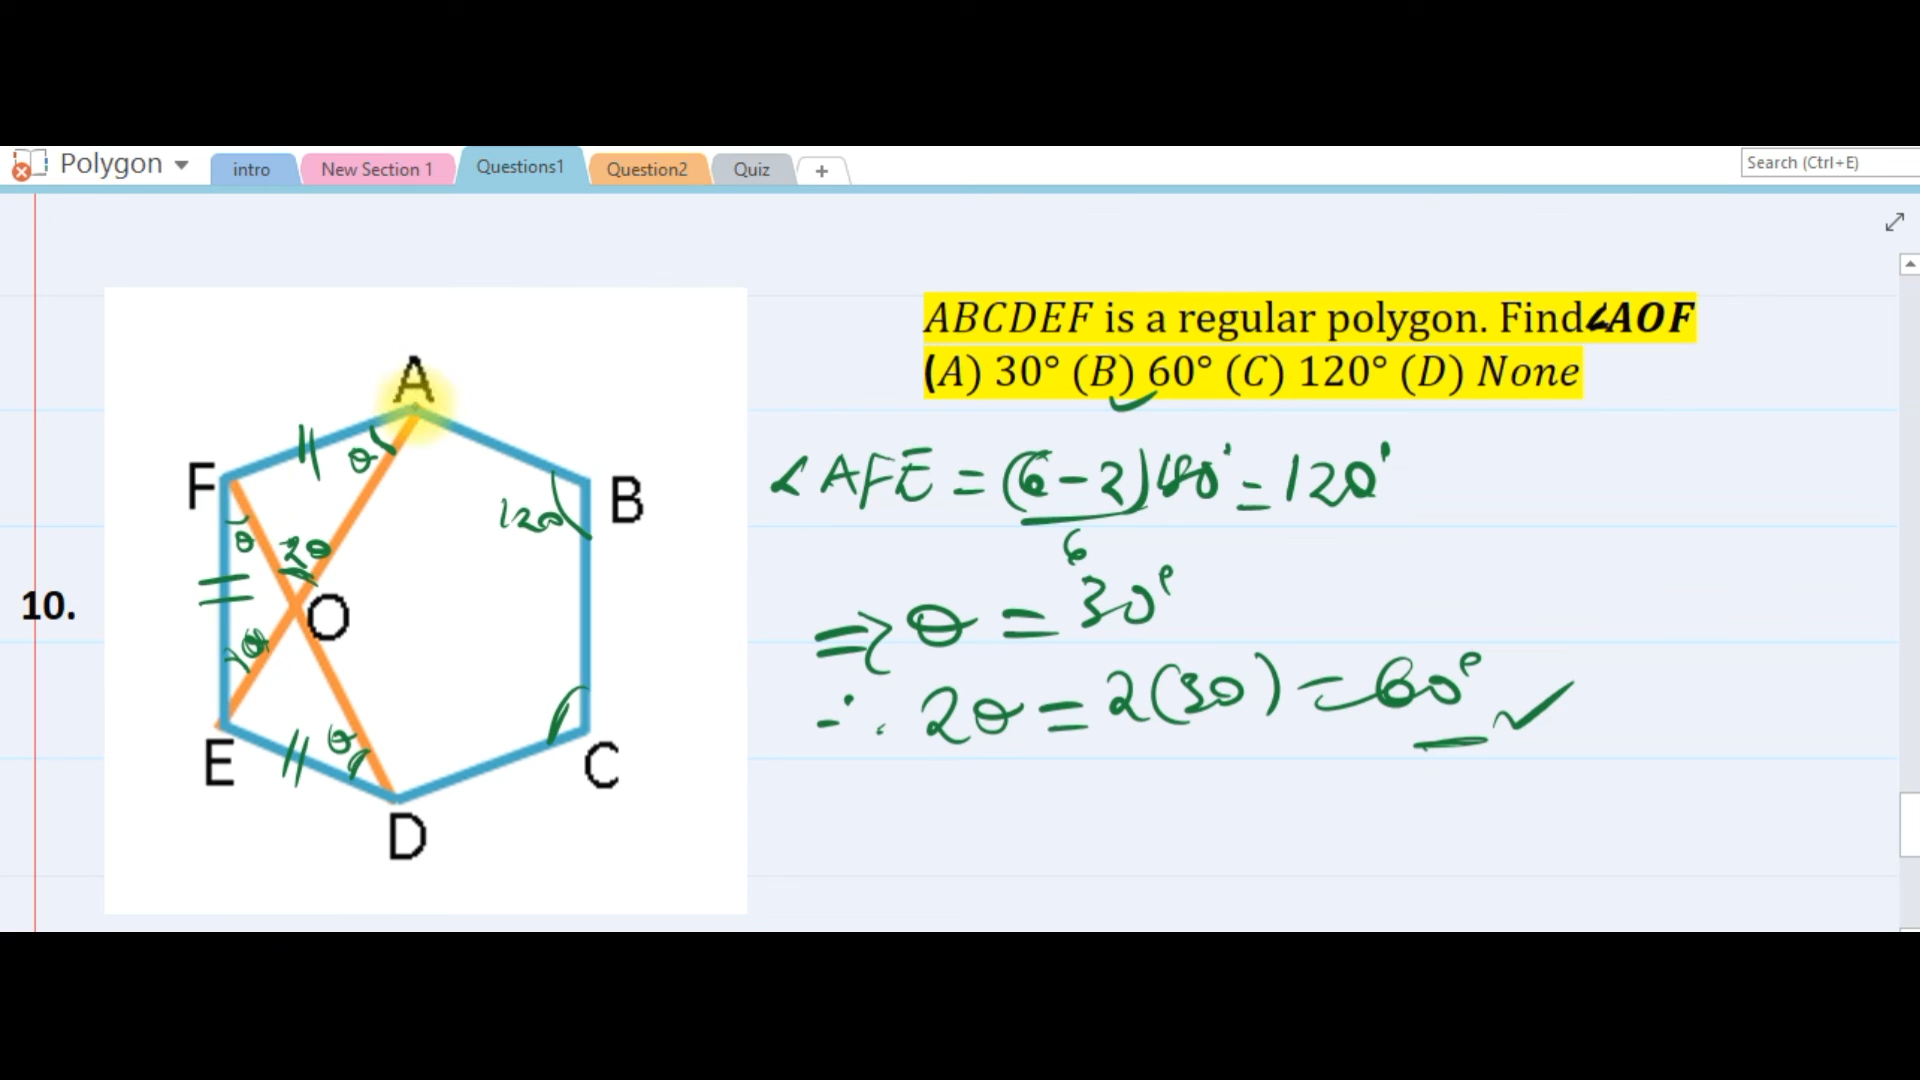 Polygon
intro
New Section 1
Questions1
Question2
Quiz
+
Search (Ctrl+E)
10.
A
F
B
O
E
C
D
θ
120
θ
2θ
θ
θ
ABCDEF is a regular polygon. Find∠AOF
(A) 30° (B) 60° (C) 120° (D) None
∠AFE = (6-2)180° = 120°
6
⇒ θ = 30°
∴ 2θ = 2(30) = 60° ✓